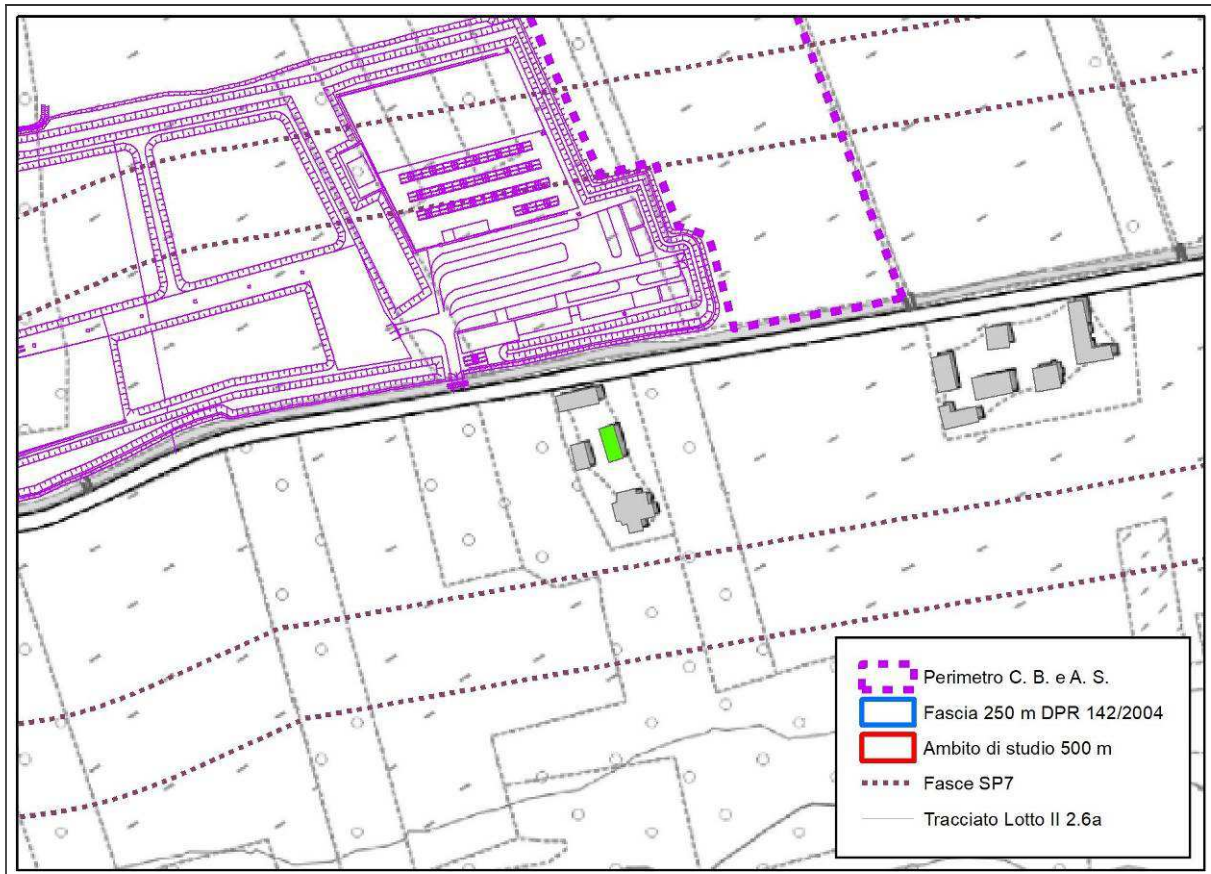 Perimetro C. B. e A. S.
Fascia 250 m DPR 142/2004
Ambito di studio 500 m
Fasce SP7
Tracciato Lotto II 2.6a